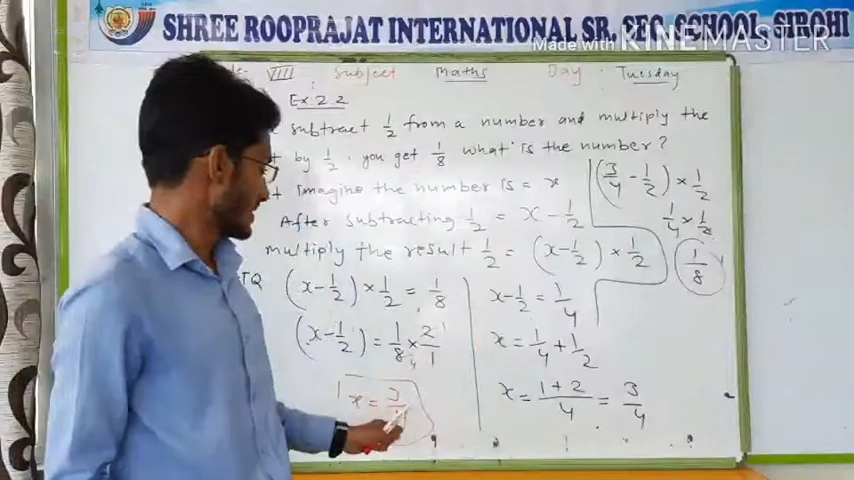 SHREE ROOPRAJAT INTERNATIONAL SR. SEC. SCHOOL SIROHI
Made with KINEMASTER
Subject Maths Day Tuesday
Ex 2.2
subtract 1/2 from a number and multiply the
by 1/2, you get 1/8 what is the number?
imagine the number is = x
After subtracting 1/2 = x - 1/2
multiply the result 1/2 = (x - 1/2) × 1/2
TQ (x - 1/2) × 1/2 = 1/8
(x - 1/2) = 1/8 × 2/1
x = 3/
x - 1/2 = 1/4
x = 1/4 + 1/2
x = 1+2/4 = 3/4
(3/4 - 1/2) × 1/2
1/4 × 1/2
1/8